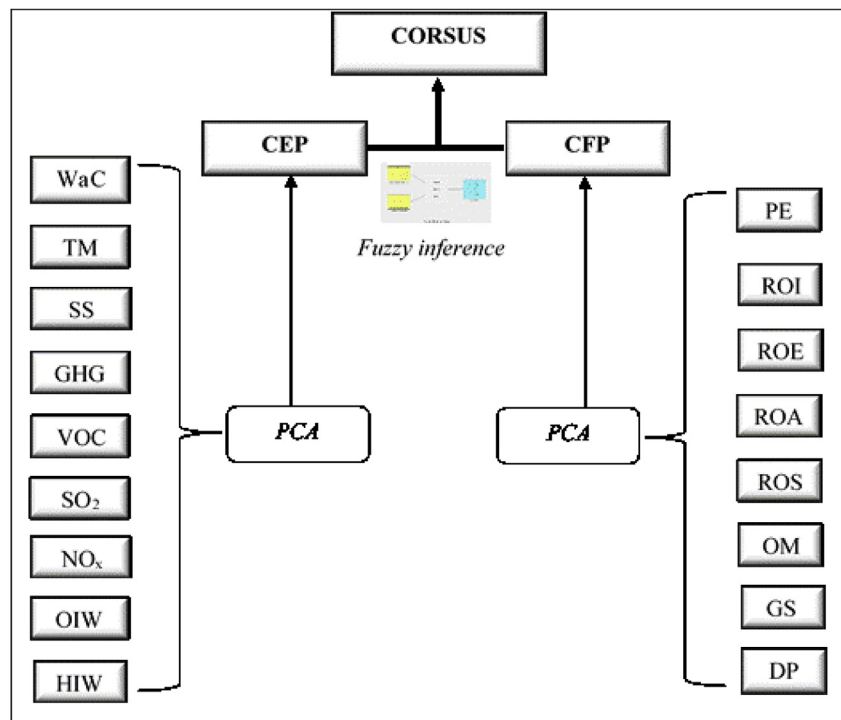 CORSUS
CEP
CFP
Fuzzy inference
WaC
TM
SS
GHG
VOC
SO₂
NOₓ
OIW
HIW
PCA
PCA
PE
ROI
ROE
ROA
ROS
OM
GS
DP